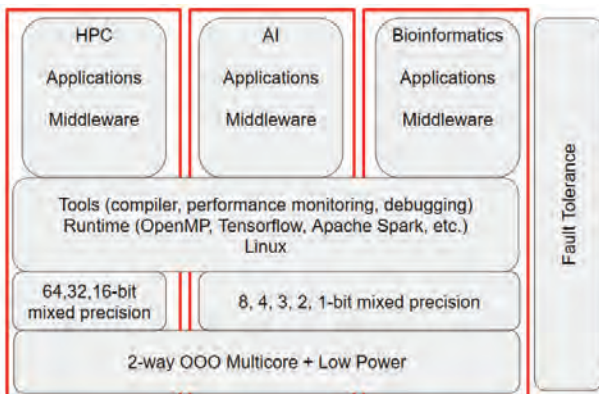 HPC
Applications
Middleware
AI
Applications
Middleware
Bioinformatics
Applications
Middleware
Tools (compiler, performance monitoring, debugging)
Runtime (OpenMP, Tensorflow, Apache Spark, etc.)
Linux
64,32,16-bit
mixed precision
8, 4, 3, 2, 1-bit mixed precision
2-way OOO Multicore + Low Power
Fault Tolerance